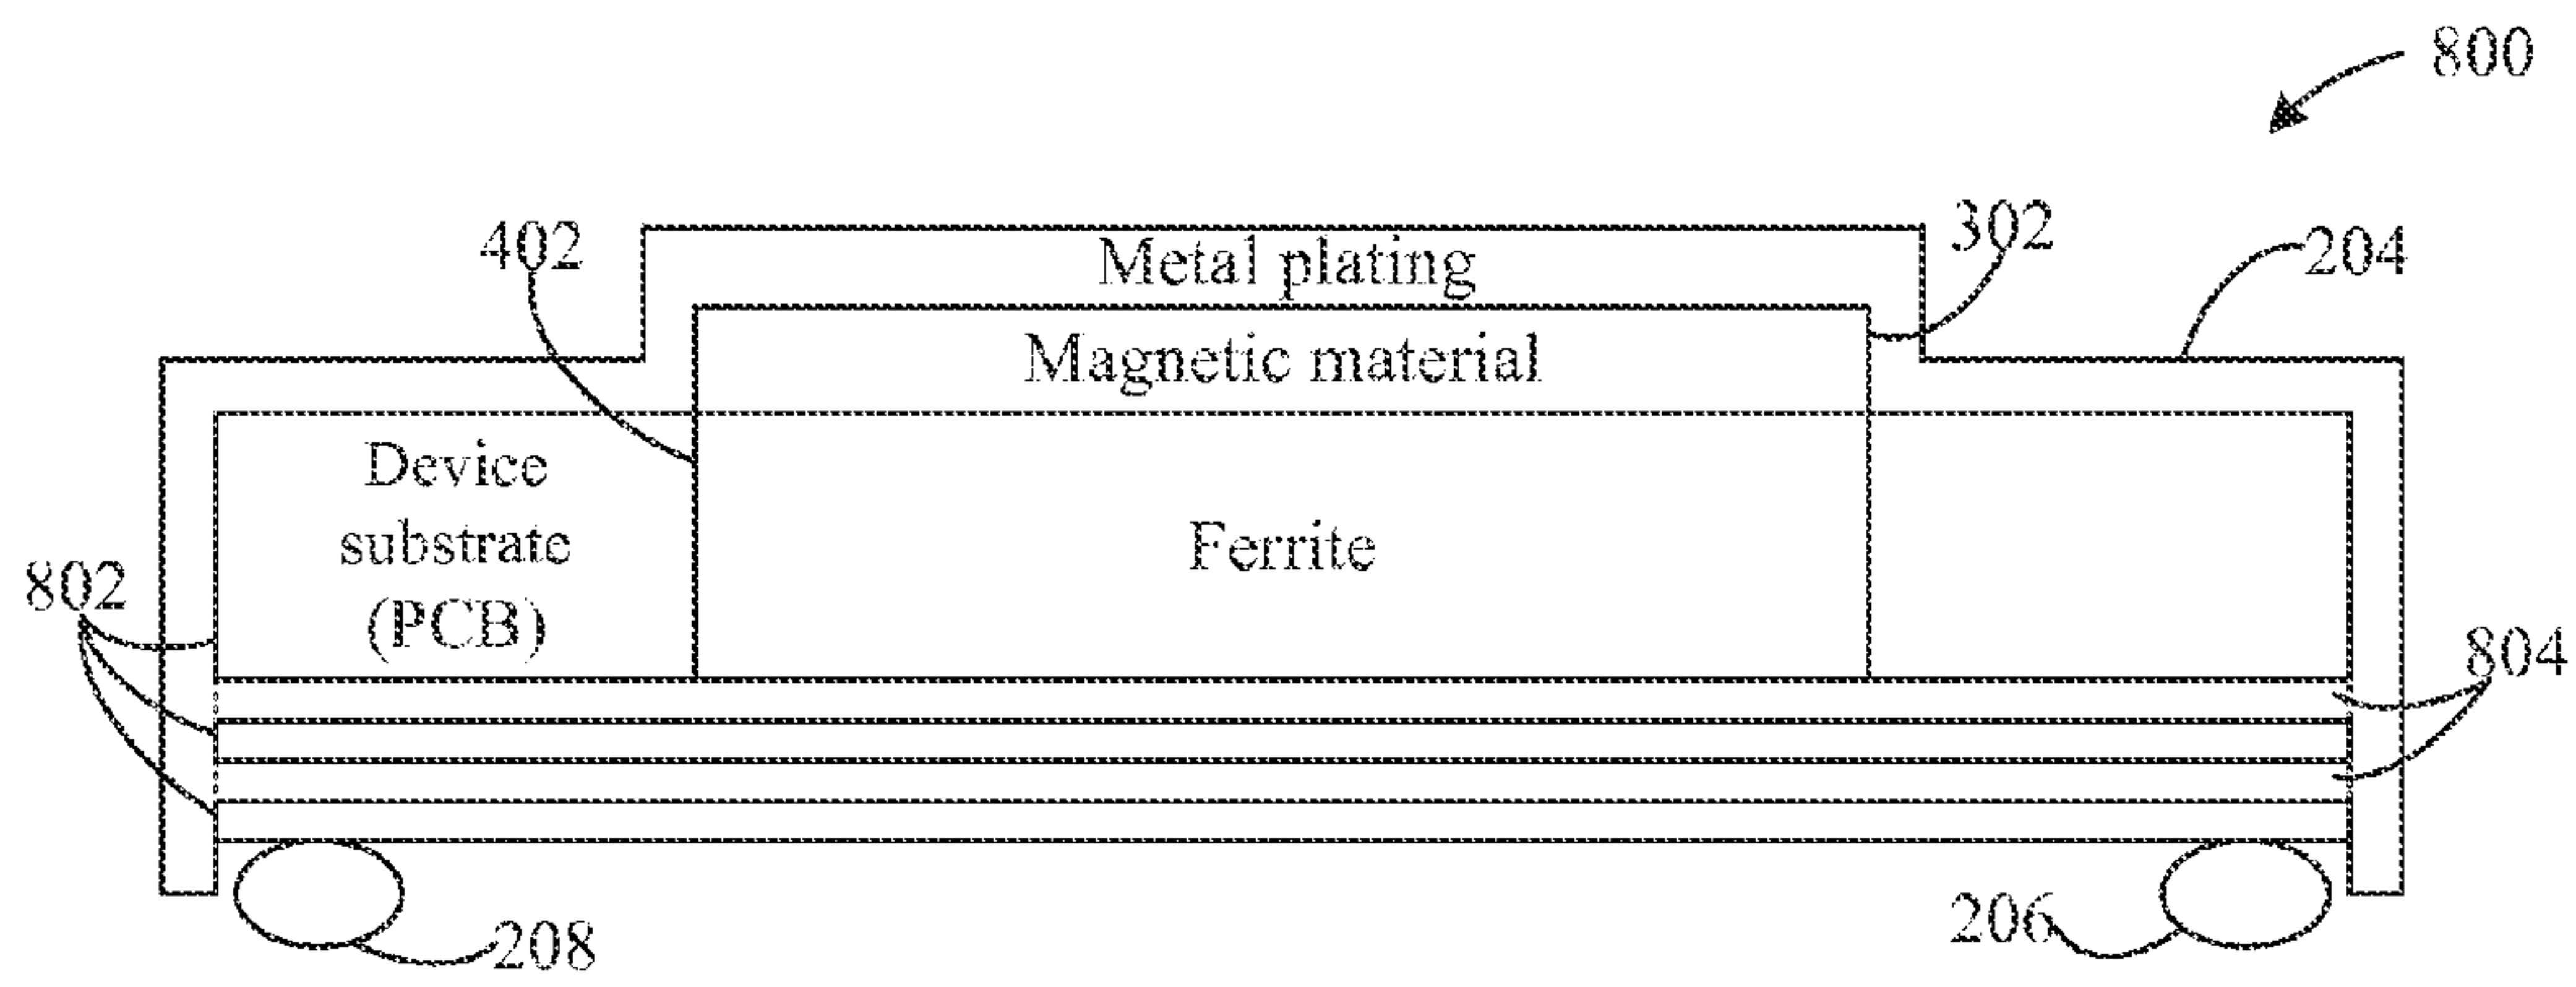 800
402
Metal plating
302
204
Magnetic material
Device
substrate
(PCB)
Ferrite
802
804
208
206